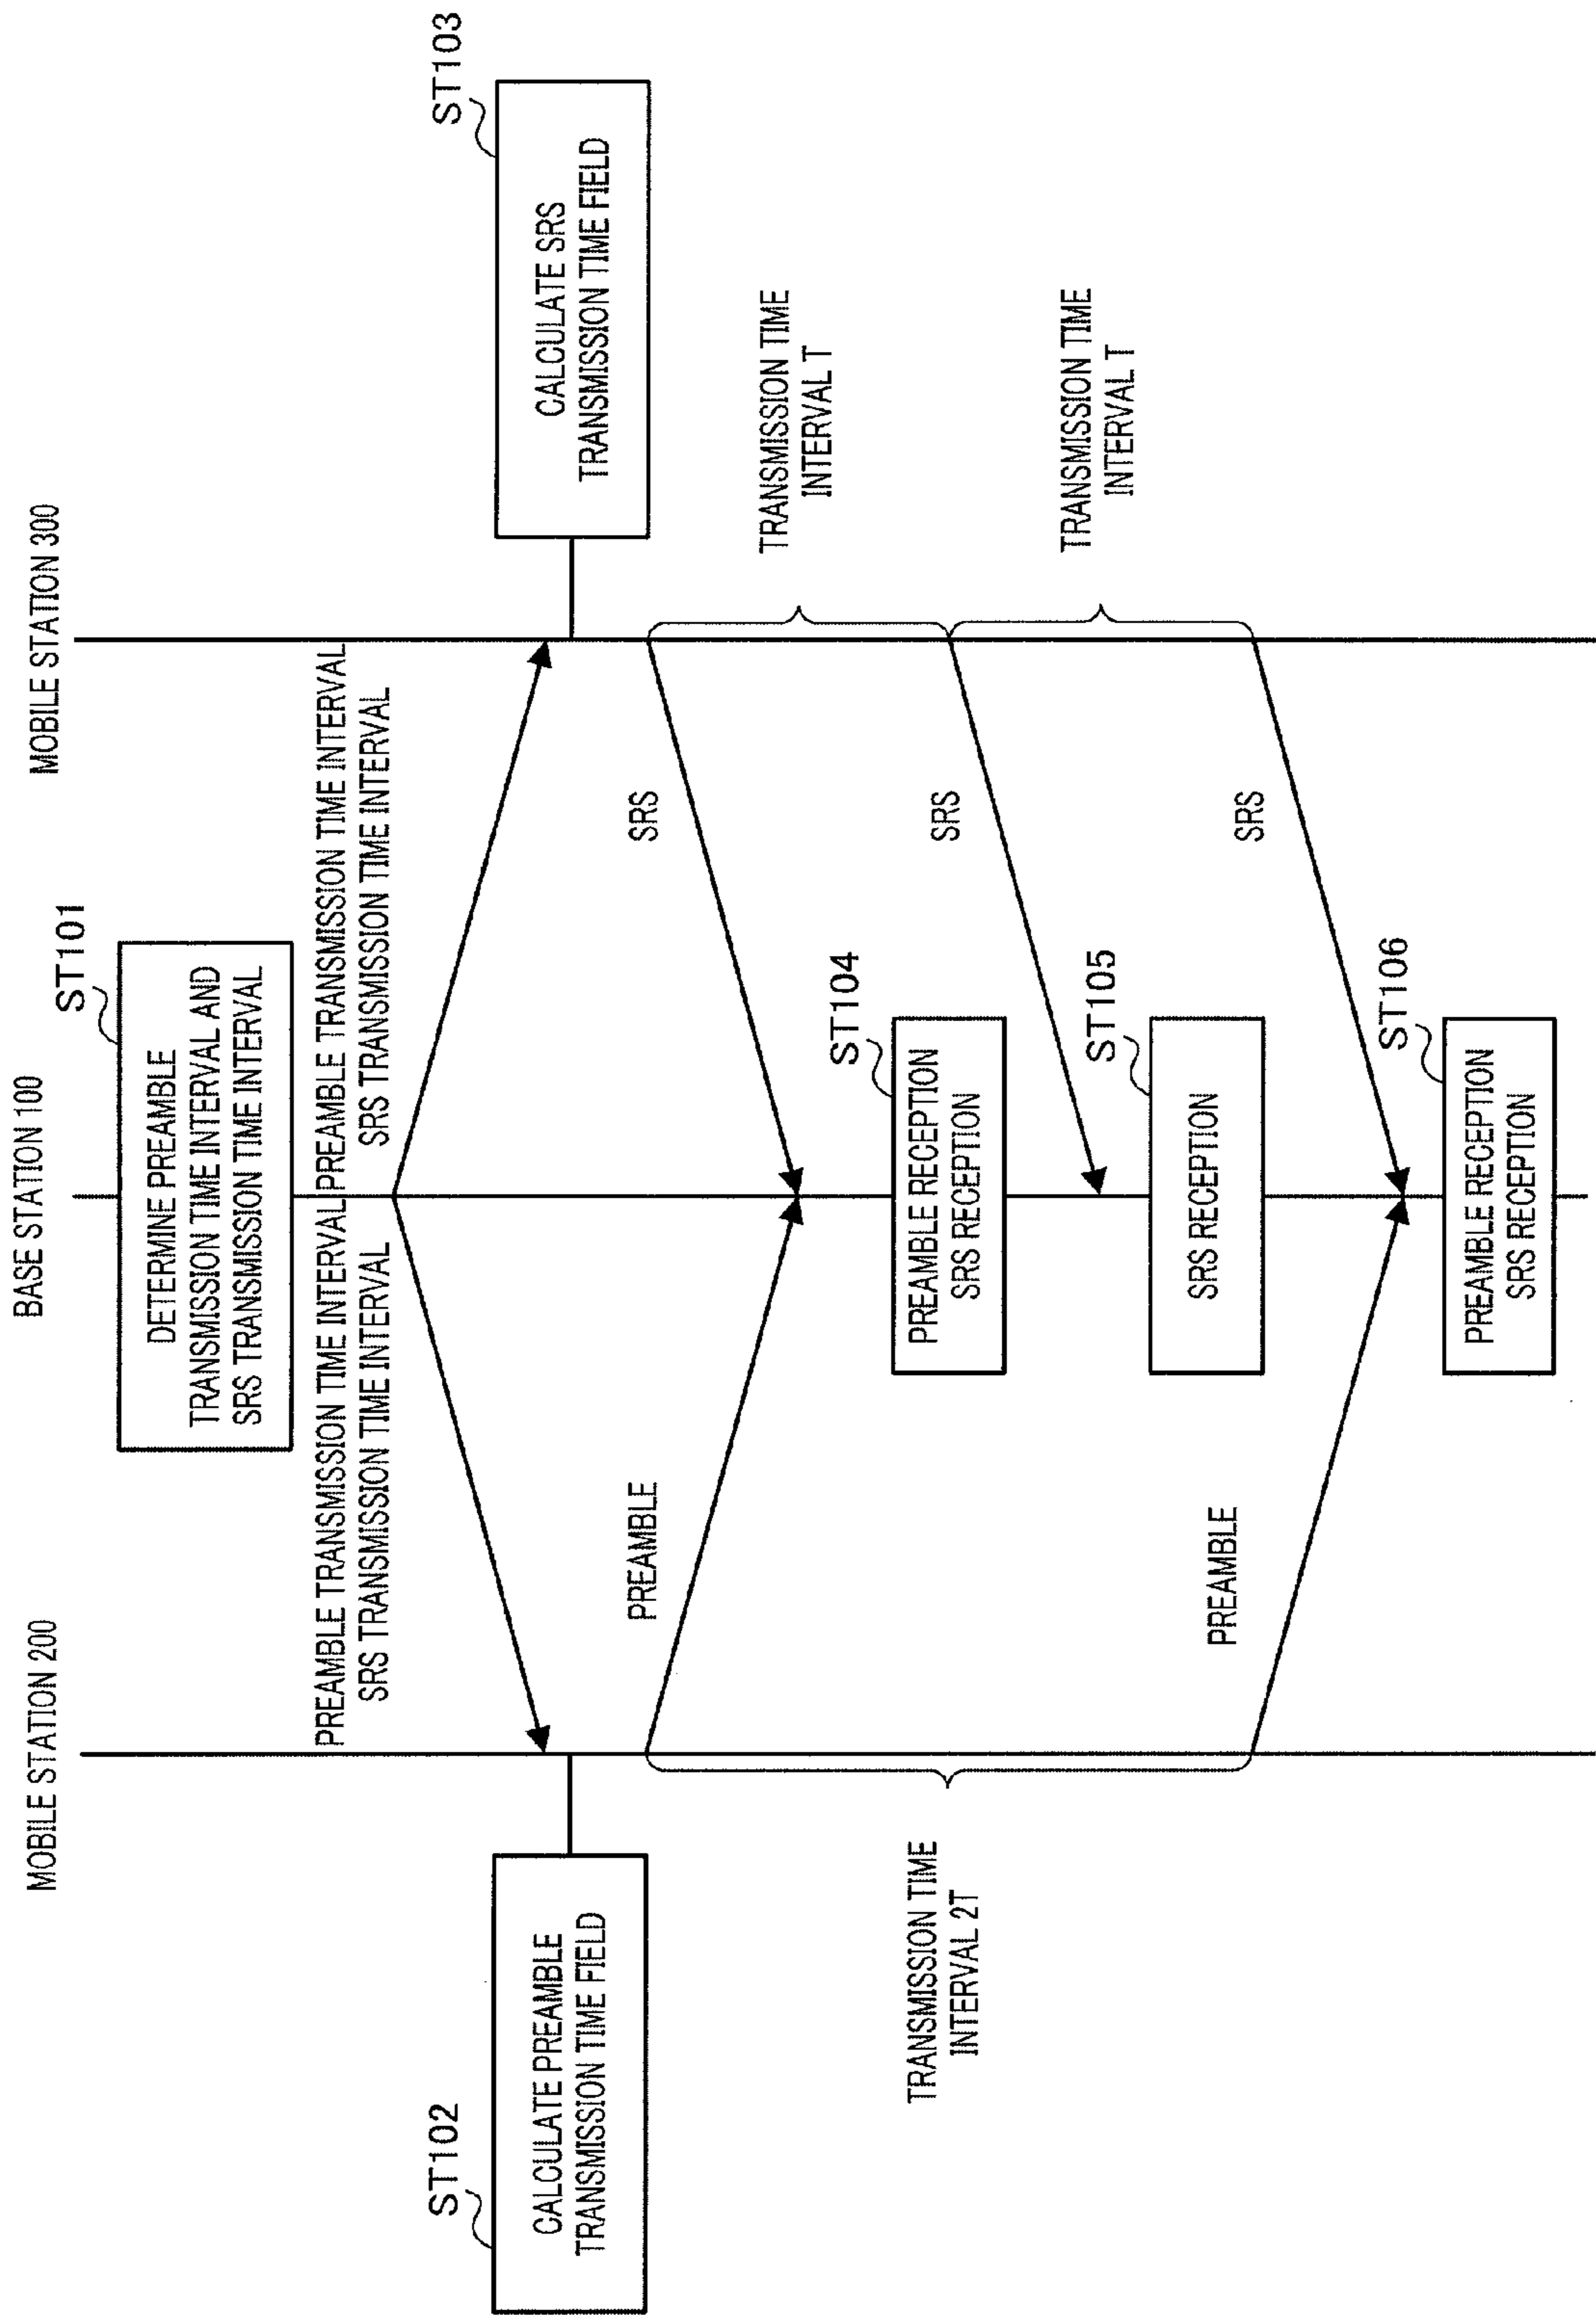 MOBILE STATION 200
BASE STATION 100
MOBILE STATION 300
ST101
DETERMINE PREAMBLE
TRANSMISSION TIME INTERVAL AND
SRS TRANSMISSION TIME INTERVAL
PREAMBLE TRANSMISSION TIME INTERVAL
SRS TRANSMISSION TIME INTERVAL
PREAMBLE TRANSMISSION TIME INTERVAL
SRS TRANSMISSION TIME INTERVAL
ST102
CALCULATE PREAMBLE
TRANSMISSION TIME FIELD
ST103
CALCULATE SRS
TRANSMISSION TIME FIELD
PREAMBLE
SRS
TRANSMISSION TIME
INTERVAL T
ST104
PREAMBLE RECEPTION
SRS RECEPTION
TRANSMISSION TIME
INTERVAL 2T
SRS
TRANSMISSION TIME
INTERVAL T
ST105
SRS RECEPTION
PREAMBLE
SRS
ST106
PREAMBLE RECEPTION
SRS RECEPTION